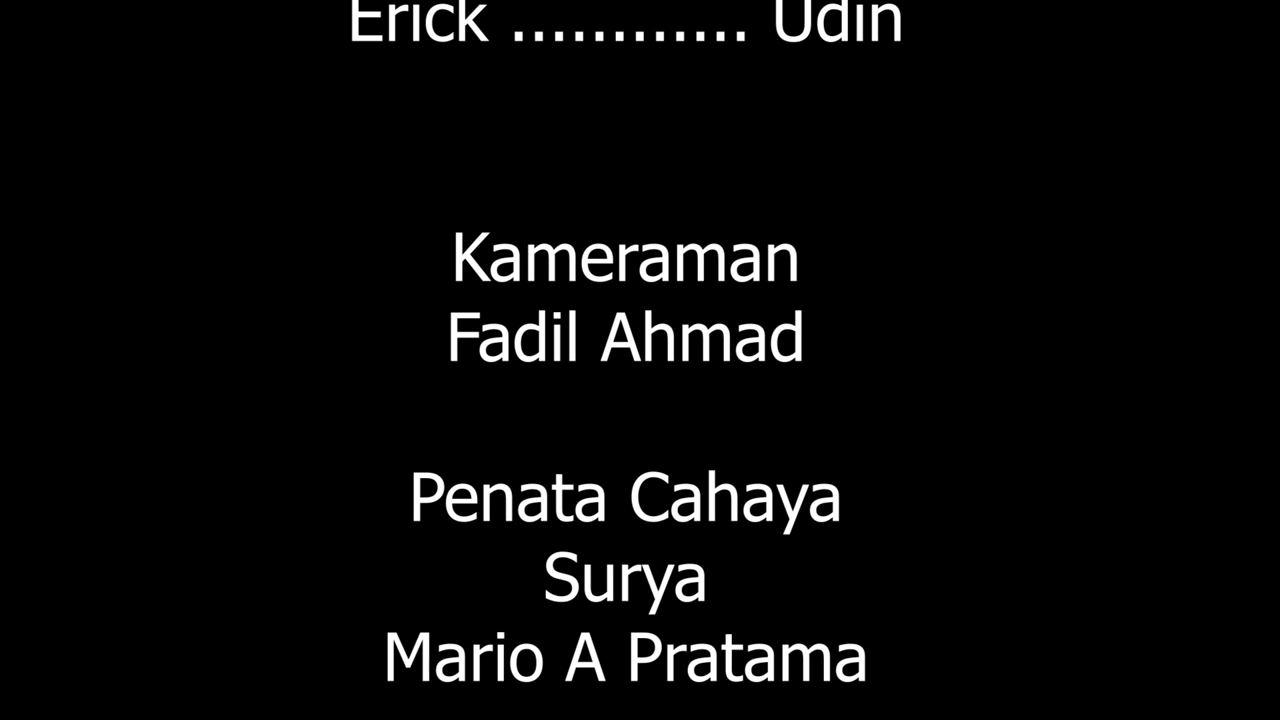 Erick ............ Udin
Kameraman
Fadil Ahmad
Penata Cahaya
Surya
Mario A Pratama